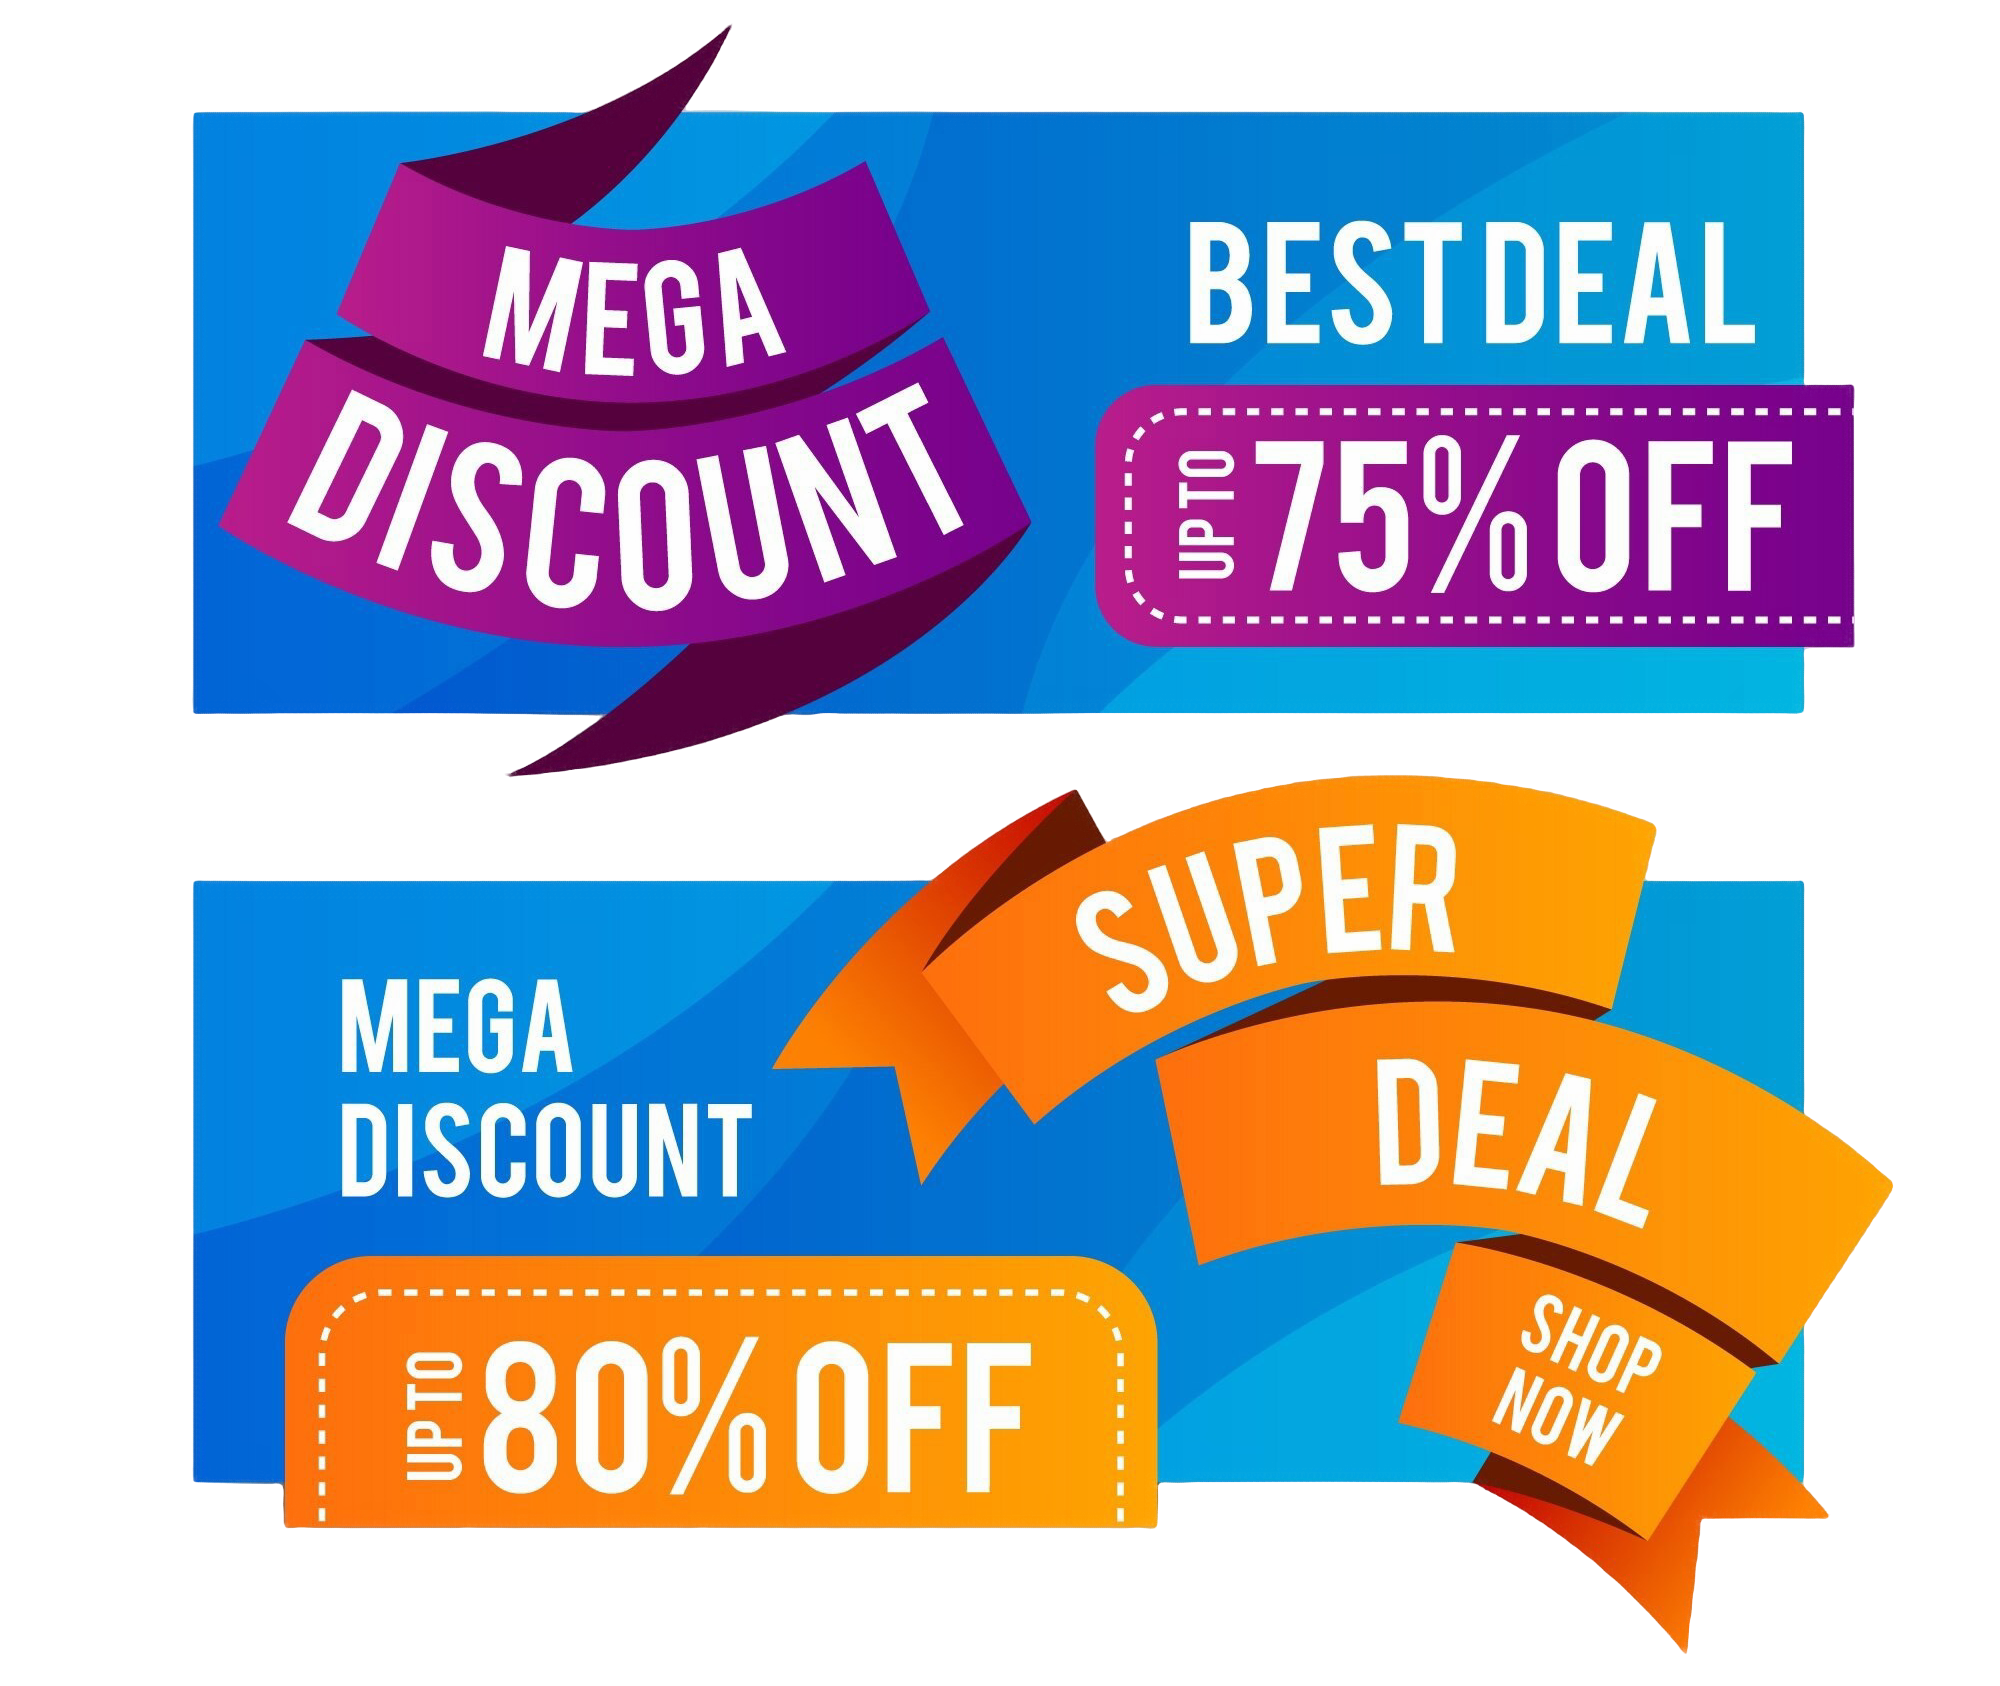 MEGA
DISCOUNT
BEST DEAL
UP TO 75% OFF
SUPER
DEAL
SHOP
NOW
MEGA
DISCOUNT
UP TO 80% OFF